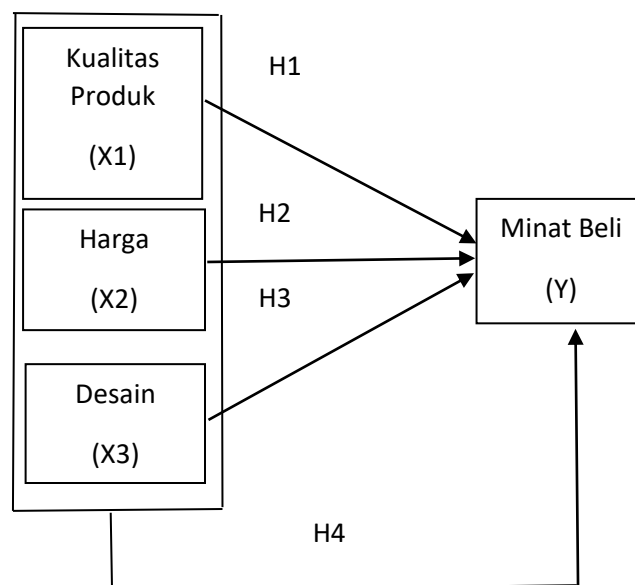 Kualitas
Produk
(X1)
H1
H2
Harga
(X2)
H3
Minat Beli
(Y)
Desain
(X3)
H4